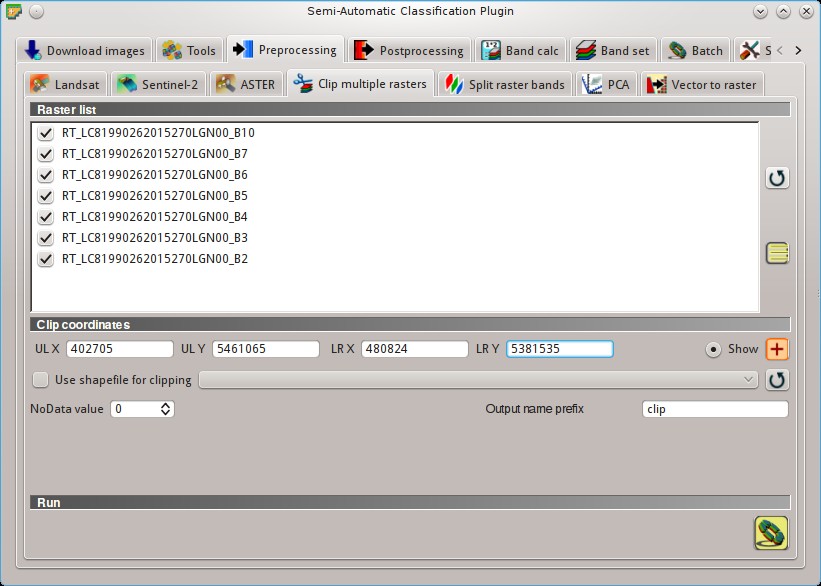 Semi-Automatic Classification Plugin
Download images Tools Preprocessing Postprocessing Band calc Band set Batch S
Landsat Sentinel-2 ASTER Clip multiple rasters Split raster bands PCA Vector to raster
Raster list
RT_LC81990262015270LGN00_B10
RT_LC81990262015270LGN00_B7
RT_LC81990262015270LGN00_B6
RT_LC81990262015270LGN00_B5
RT_LC81990262015270LGN00_B4
RT_LC81990262015270LGN00_B3
RT_LC81990262015270LGN00_B2
Clip coordinates
UL X 402705 UL Y 5461065 LR X 480824 LR Y 5381535 Show
Use shapefile for clipping
NoData value 0 Output name prefix clip
Run